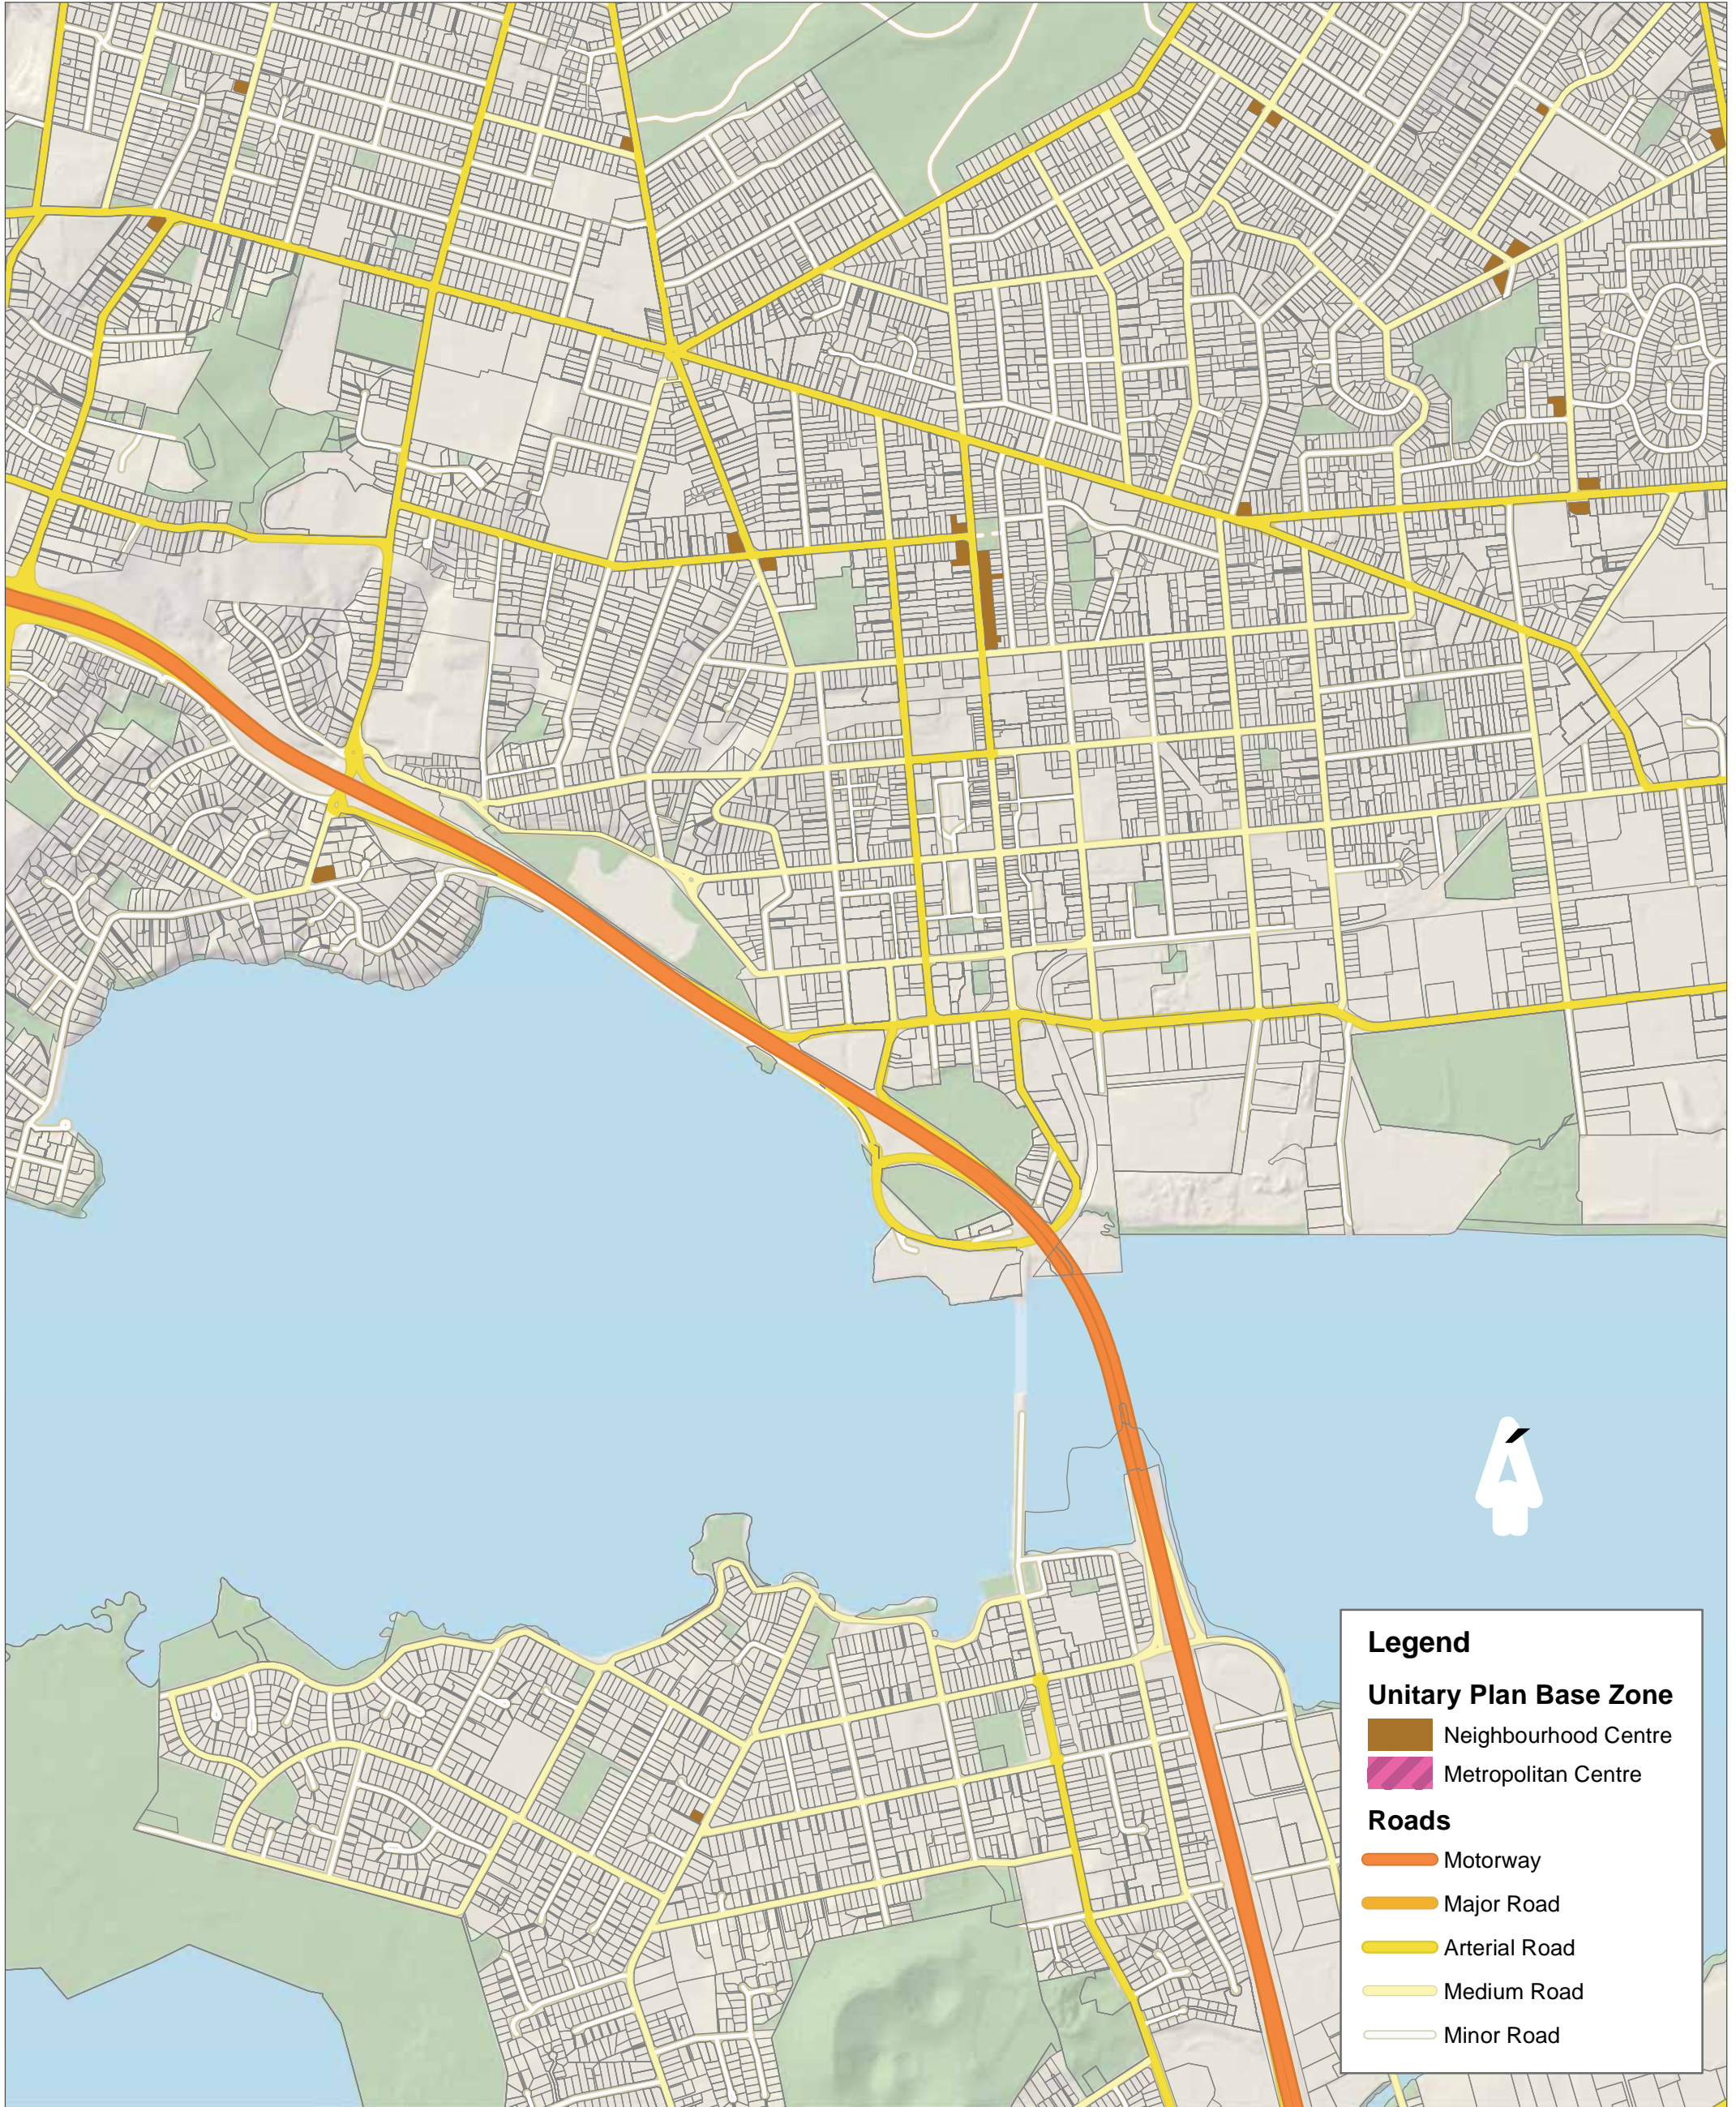 Legend
Unitary Plan Base Zone
Neighbourhood Centre
Metropolitan Centre
Roads
Motorway
Major Road
Arterial Road
Medium Road
Minor Road